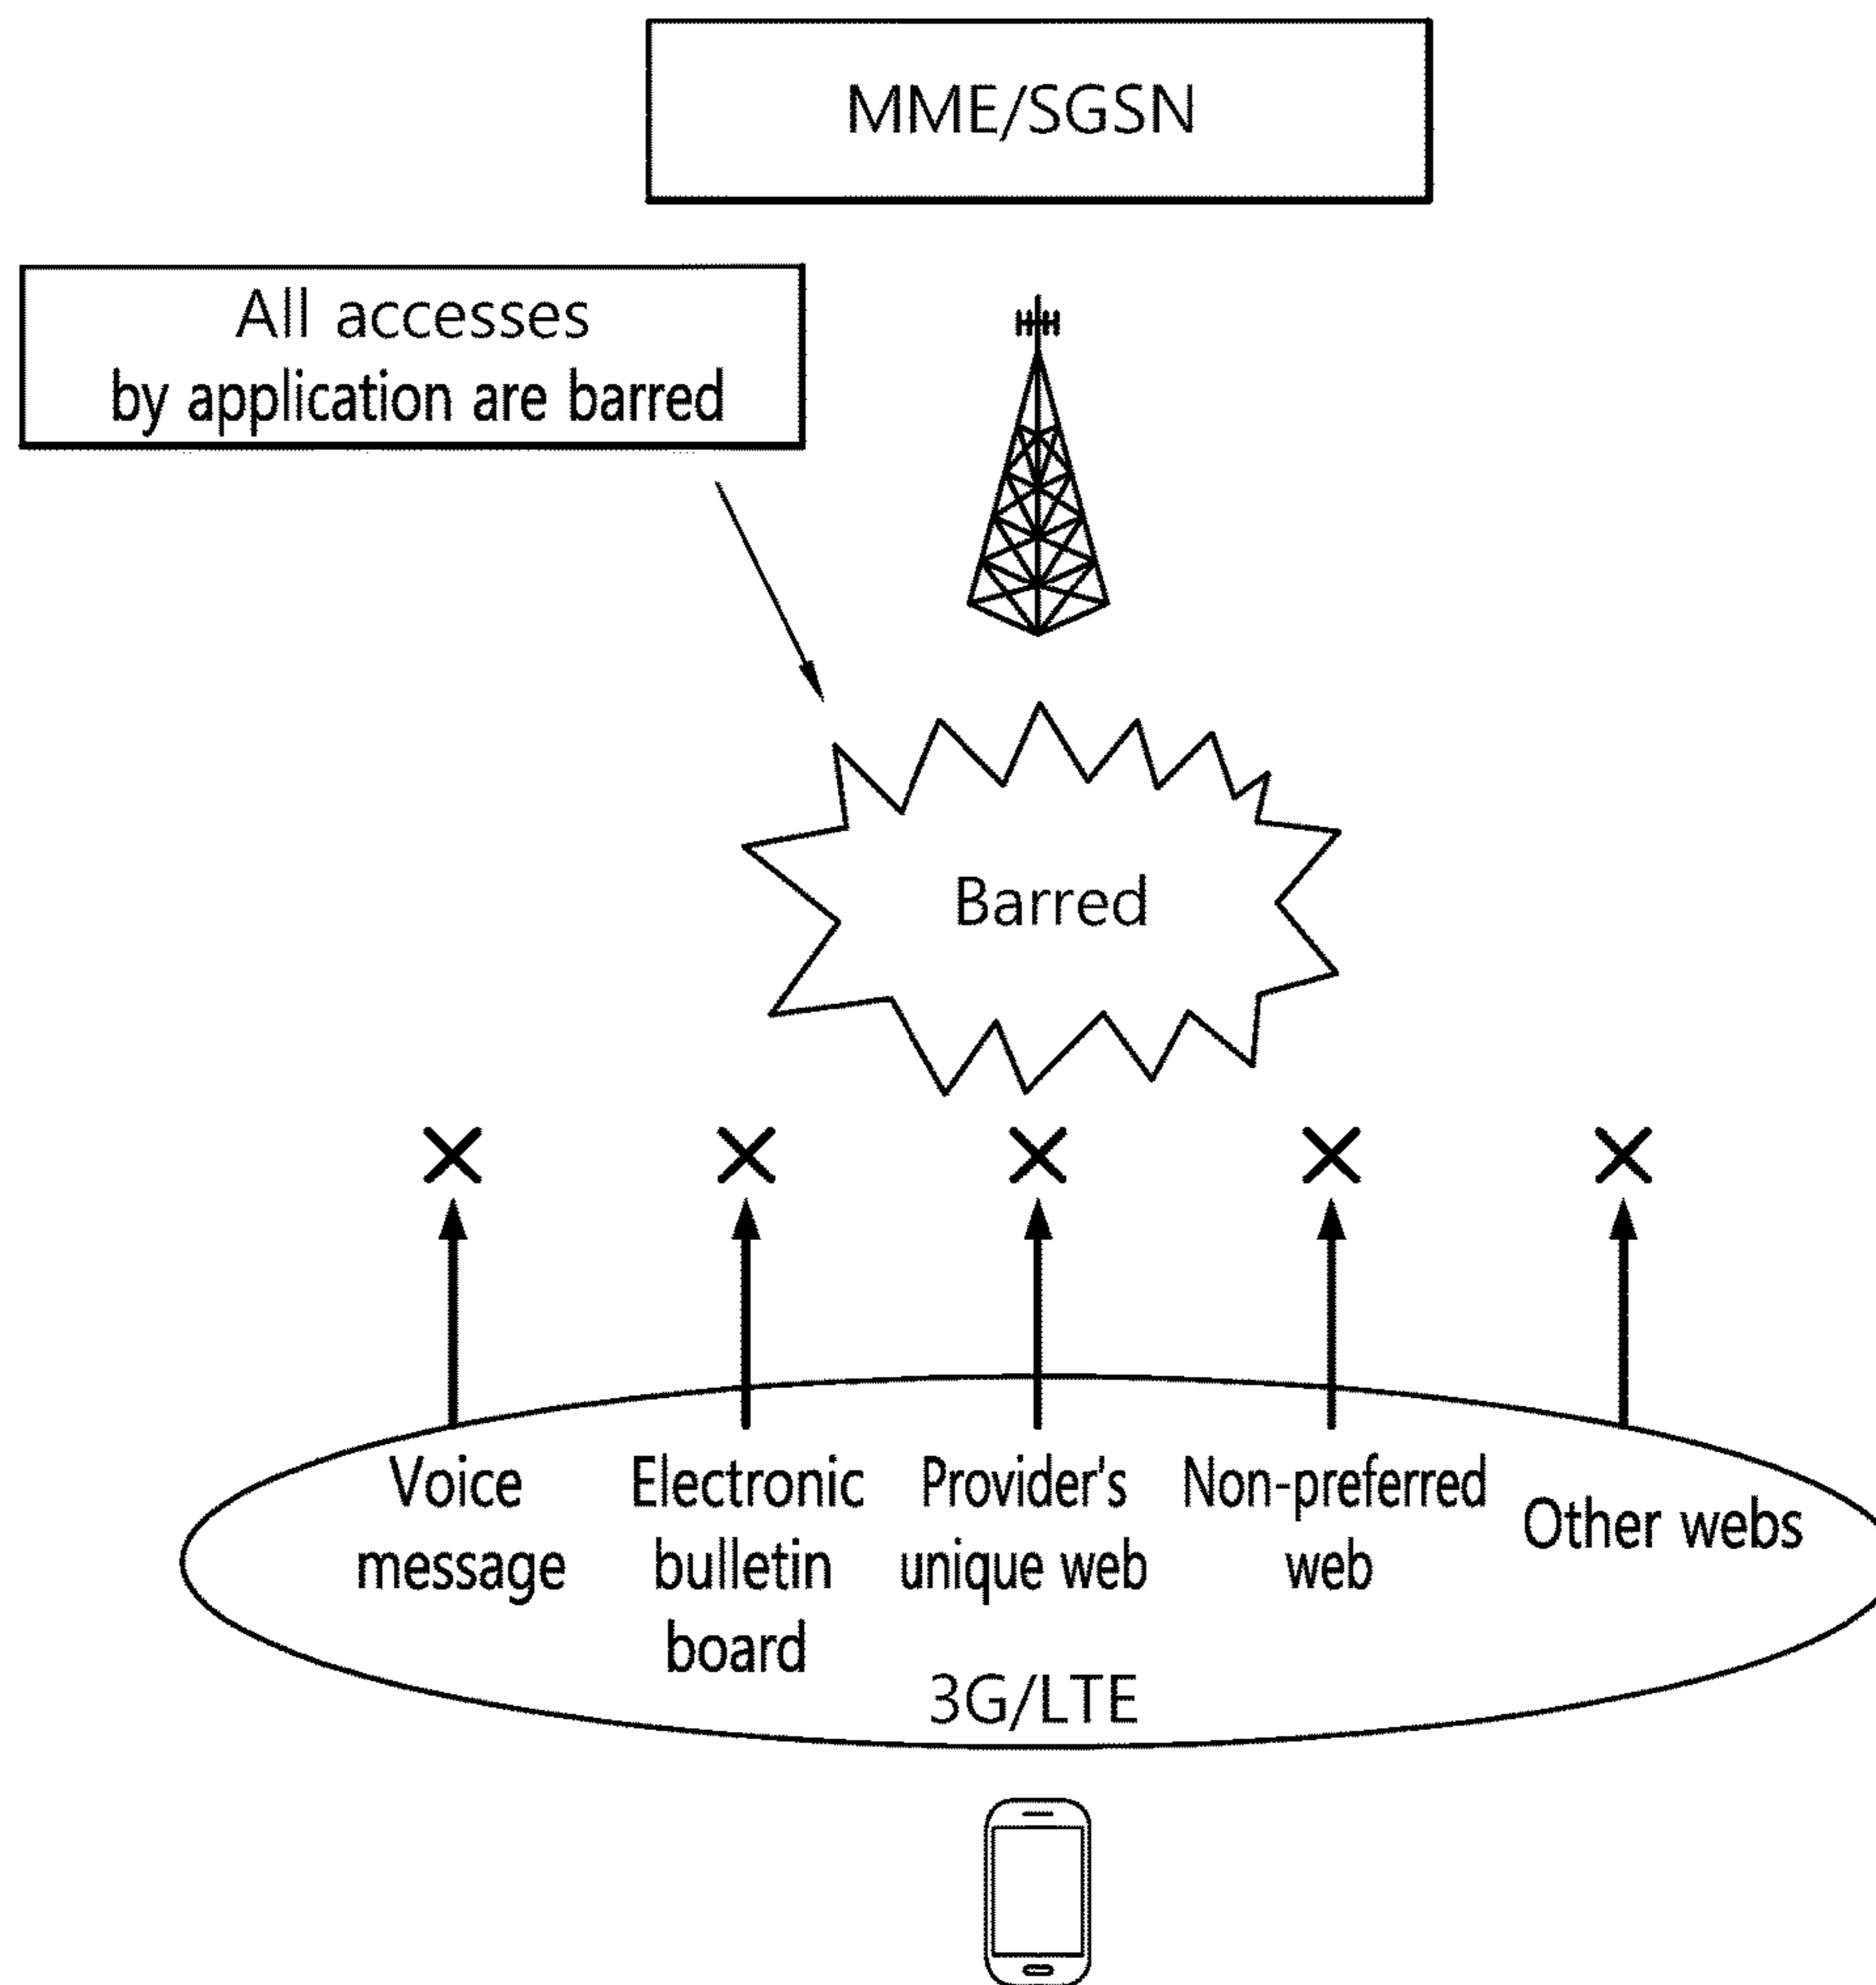 MME/SGSN
All accesses
by application are barred
Barred
Voice
message
Electronic
bulletin
board
Provider's
unique web
Non-preferred
web
Other webs
3G/LTE